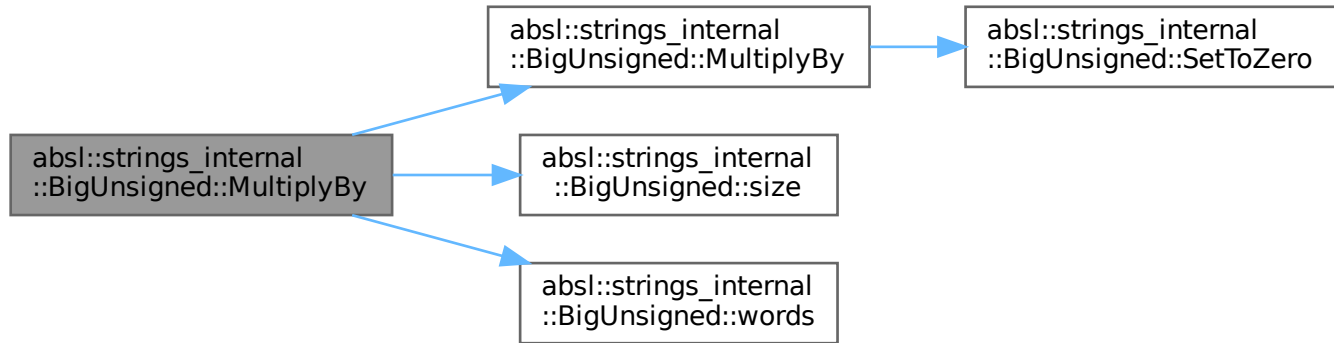 absl::strings_internal
::BigUnsigned::MultiplyBy
absl::strings_internal
::BigUnsigned::MultiplyBy
absl::strings_internal
::BigUnsigned::SetToZero
absl::strings_internal
::BigUnsigned::size
absl::strings_internal
::BigUnsigned::words